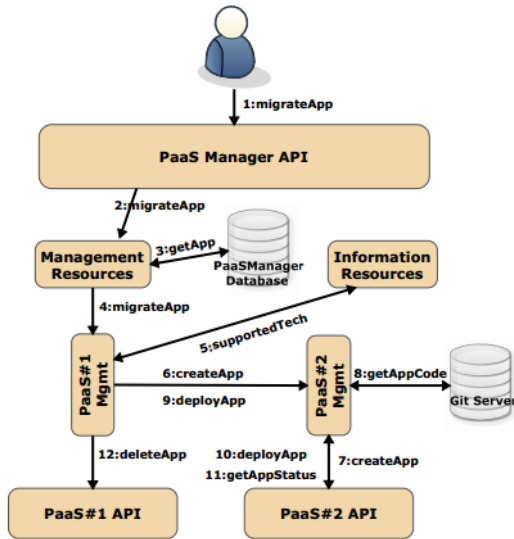 1:migrateApp
PaaS Manager API
2:migrateApp
3:getApp
Management
Resources
PaaSManager
Database
Information
Resources
4:migrateApp
5:supportedTech
PaaS#1
Mgmt
6:createApp
9:deployApp
PaaS#2
Mgmt
8:getAppCode
Git Server
12:deleteApp
10:deployApp
11:getAppStatus
7:createApp
PaaS#1 API
PaaS#2 API